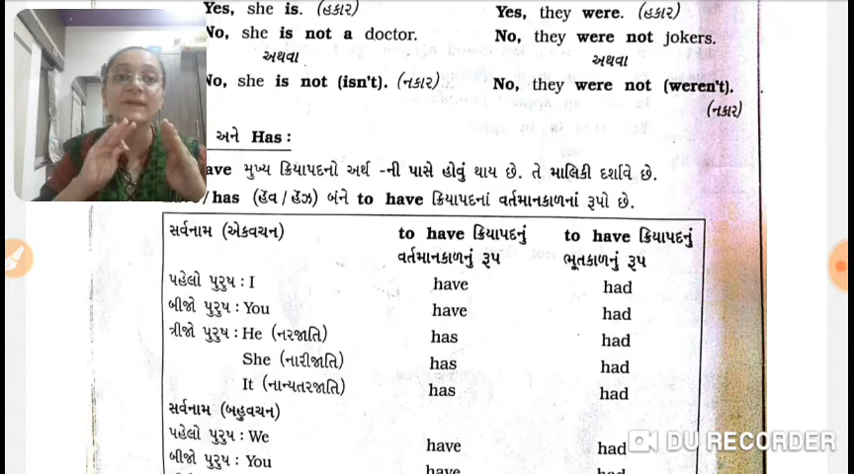 Yes, she is. (હકાર)
No, she is not a doctor.
અથવા
No, she is not (isn't). (નકાર)
Yes, they were. (હકાર)
No, they were not jokers.
અથવા
No, they were not (weren't).
(નકાર)
અને Has :
ave મુખ્ય ક્રિયાપદનો અર્થ -ની પાસે હોવું થાય છે. તે માલિકી દર્શાવે છે.
/has (હૅવ / હૅઝ) બંને to have ક્રિયાપદનાં વર્તમાનકાળનાં રૂપો છે.
સર્વનામ (એકવચન) to have ક્રિયાપદનું to have ક્રિયાપદનું
વર્તમાનકાળનું રૂપ ભૂતકાળનું રૂપ
પહેલો પુરુષ : I have had
બીજો પુરુષ : You have had
ત્રીજો પુરુષ : He (નરજાતિ) has had
She (નારીજાતિ) has had
It (નાન્યતરજાતિ) has had
સર્વનામ (બહુવચન)
પહેલો પુરુષ : We have had
બીજો પુરુષ : You have
DU RECORDER